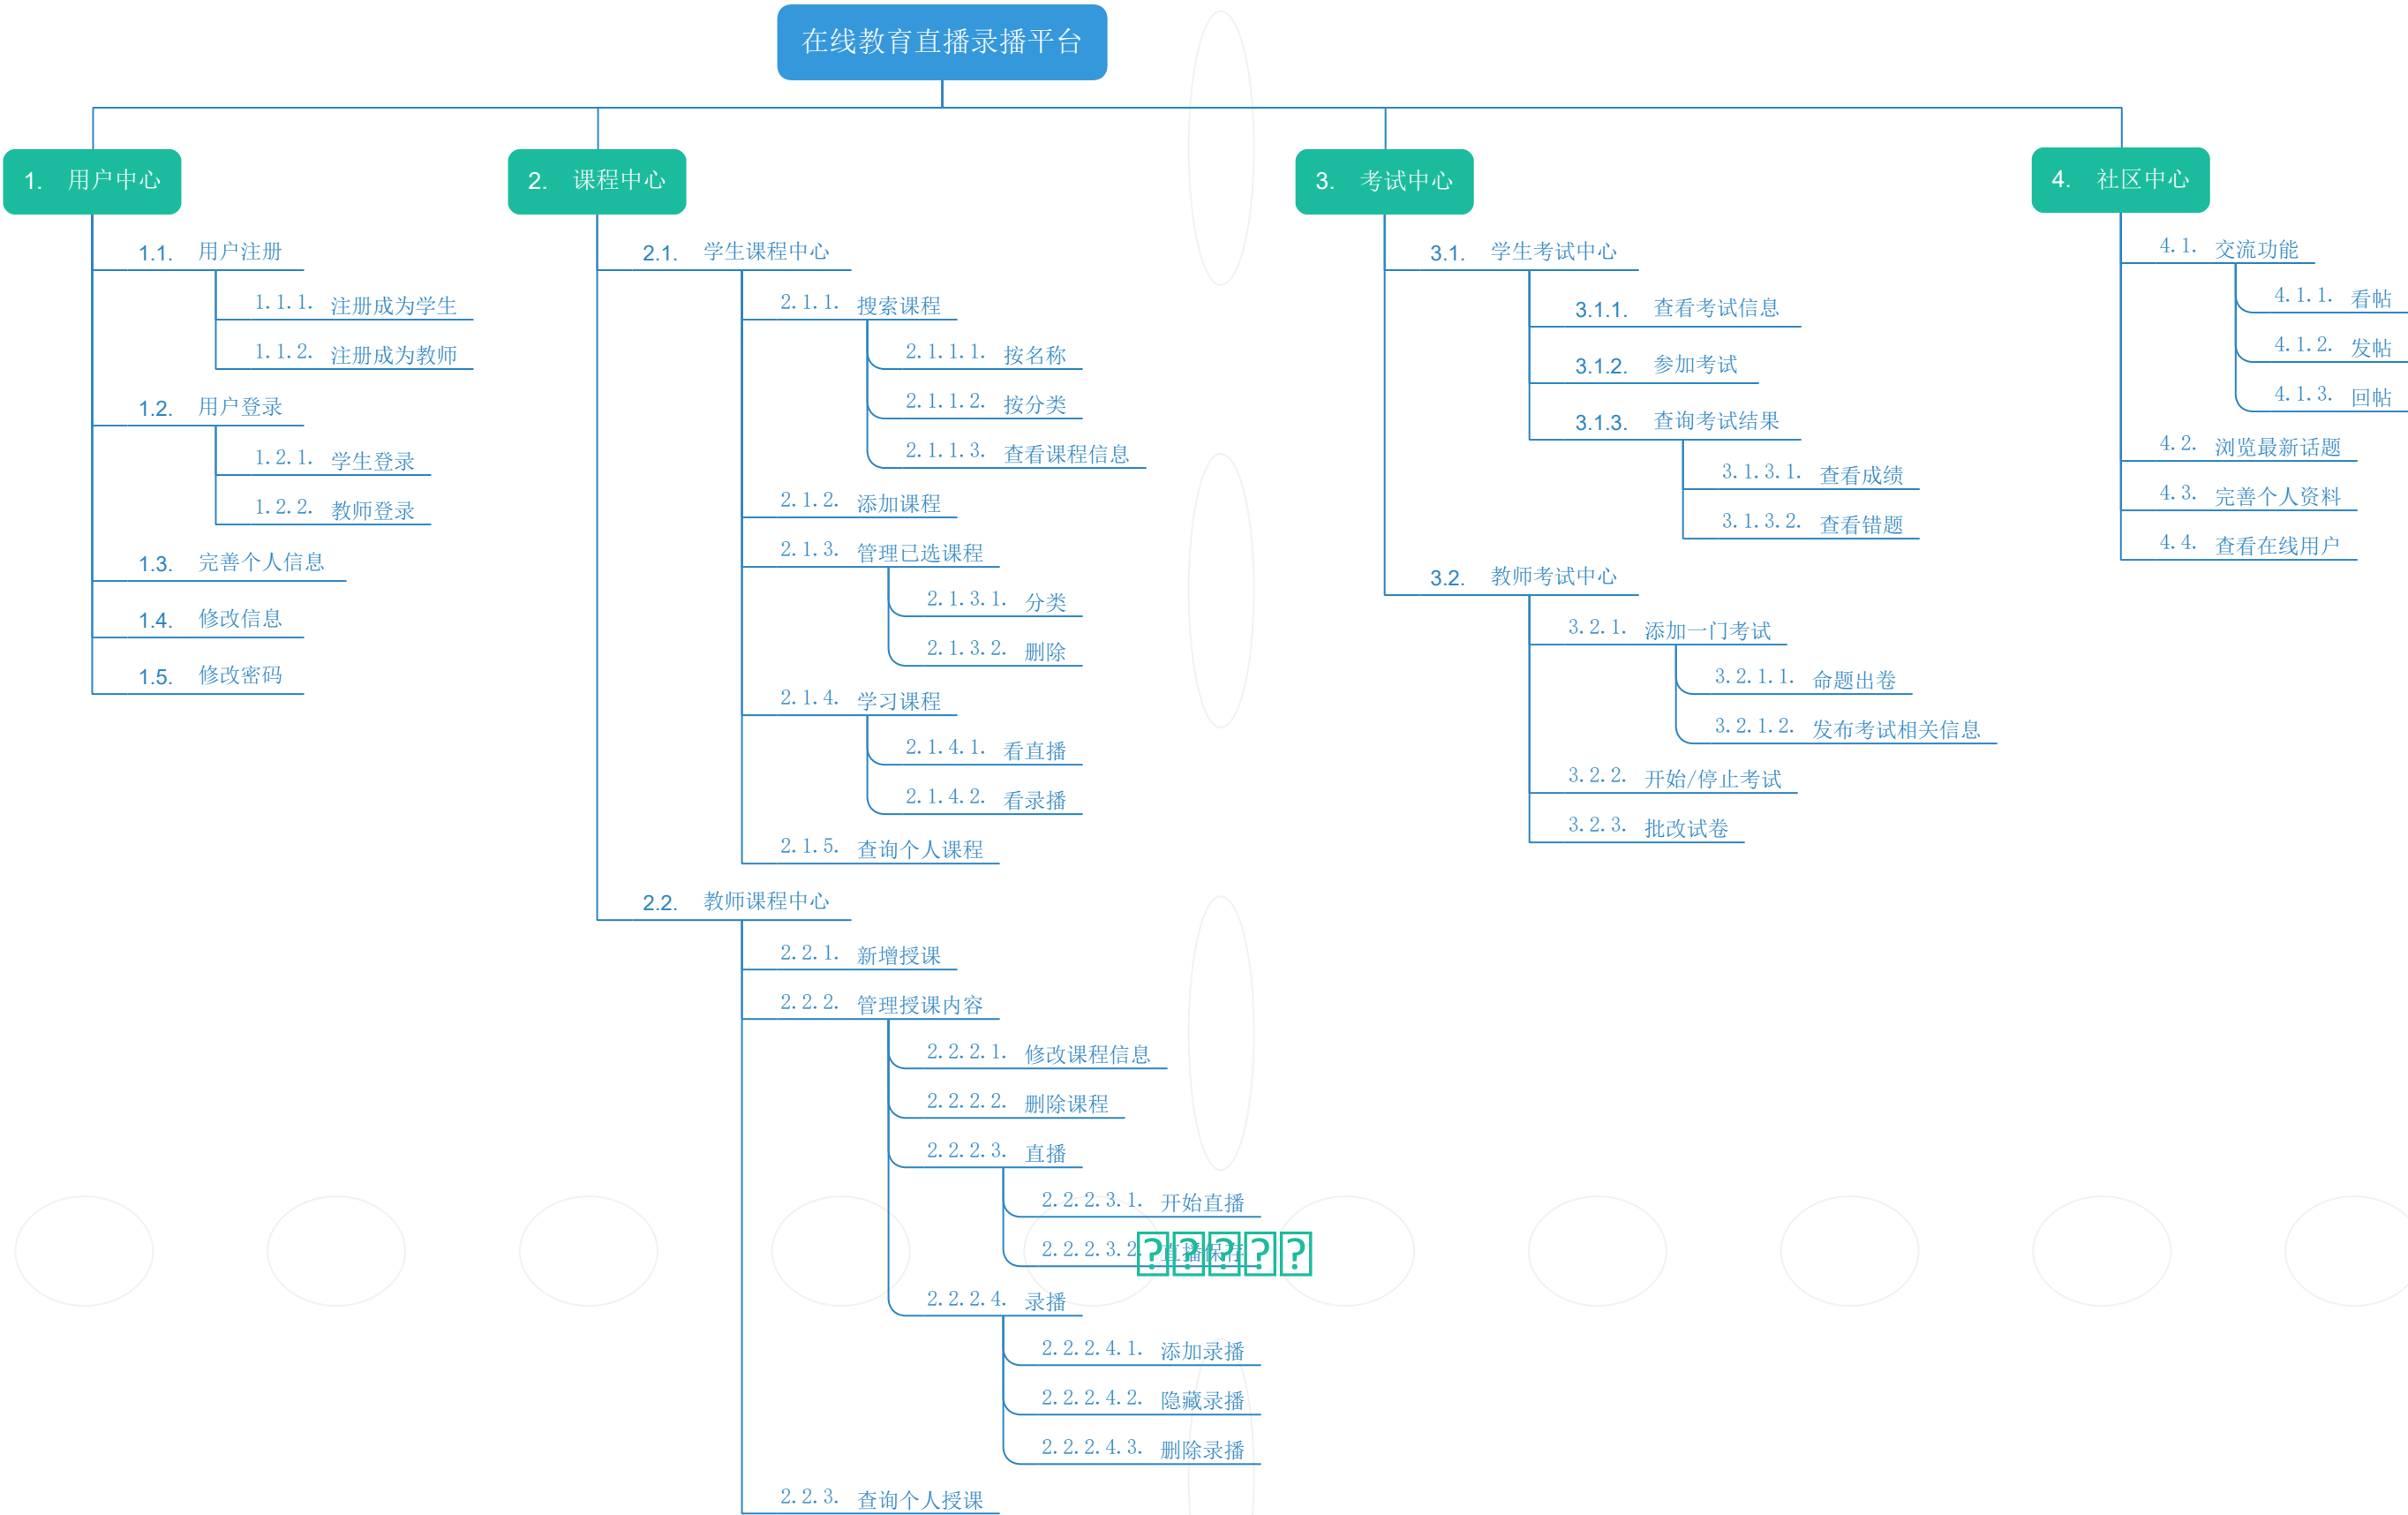 在线教育直播录播平台
1. 用户中心
1.1. 用户注册
1.1.1. 注册成为学生
1.1.2. 注册成为教师
1.2. 用户登录
1.2.1. 学生登录
1.2.2. 教师登录
1.3. 完善个人信息
1.4. 修改信息
1.5. 修改密码
2. 课程中心
2.1. 学生课程中心
2.1.1. 搜索课程
2.1.1.1. 按名称
2.1.1.2. 按分类
2.1.1.3. 查看课程信息
2.1.2. 添加课程
2.1.3. 管理已选课程
2.1.3.1. 分类
2.1.3.2. 删除
2.1.4. 学习课程
2.1.4.1. 看直播
2.1.4.2. 看录播
2.1.5. 查询个人课程
2.2. 教师课程中心
2.2.1. 新增授课
2.2.2. 管理授课内容
2.2.2.1. 修改课程信息
2.2.2.2. 删除课程
2.2.2.3. 直播
2.2.2.3.1. 开始直播
2.2.2.3.2. 直播保存
2.2.2.4. 录播
2.2.2.4.1. 添加录播
2.2.2.4.2. 隐藏录播
2.2.2.4.3. 删除录播
2.2.3. 查询个人授课
3. 考试中心
3.1. 学生考试中心
3.1.1. 查看考试信息
3.1.2. 参加考试
3.1.3. 查询考试结果
3.1.3.1. 查看成绩
3.1.3.2. 查看错题
3.2. 教师考试中心
3.2.1. 添加一门考试
3.2.1.1. 命题出卷
3.2.1.2. 发布考试相关信息
3.2.2. 开始/停止考试
3.2.3. 批改试卷
4. 社区中心
4.1. 交流功能
4.1.1. 看帖
4.1.2. 发帖
4.1.3. 回帖
4.2. 浏览最新话题
4.3. 完善个人资料
4.4. 查看在线用户